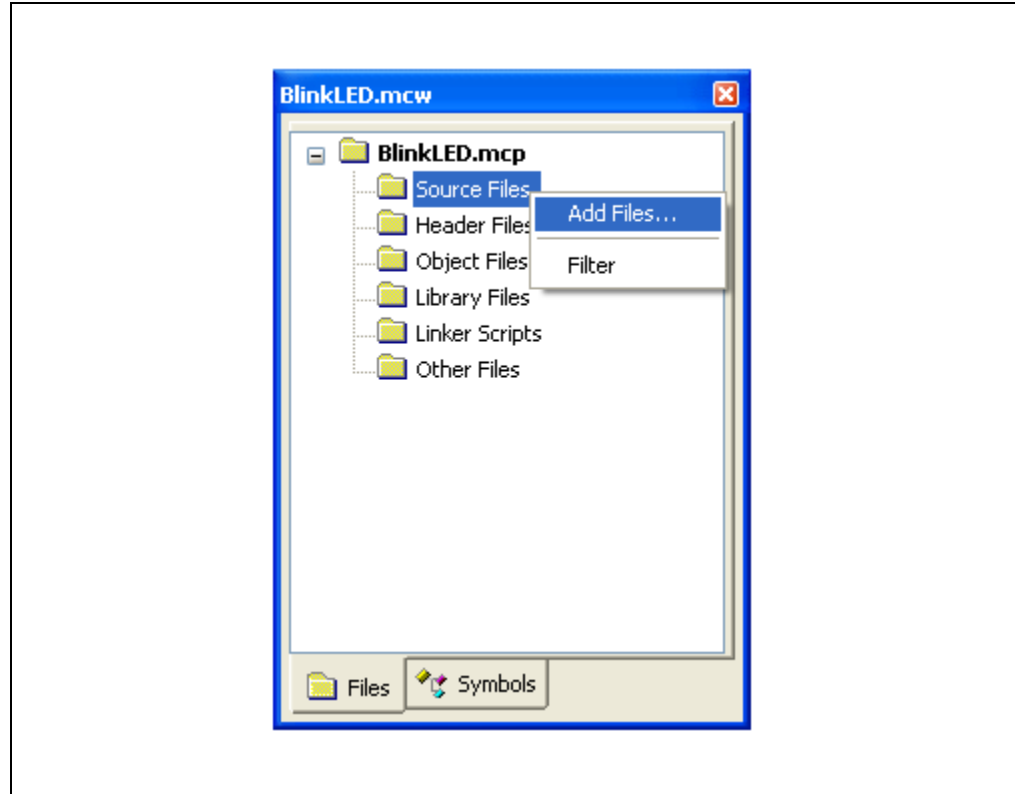 BlinkLED.mcw
BlinkLED.mcp
Source Files
Add Files...
Header Files
Object Files
Filter
Library Files
Linker Scripts
Other Files
Files
Symbols